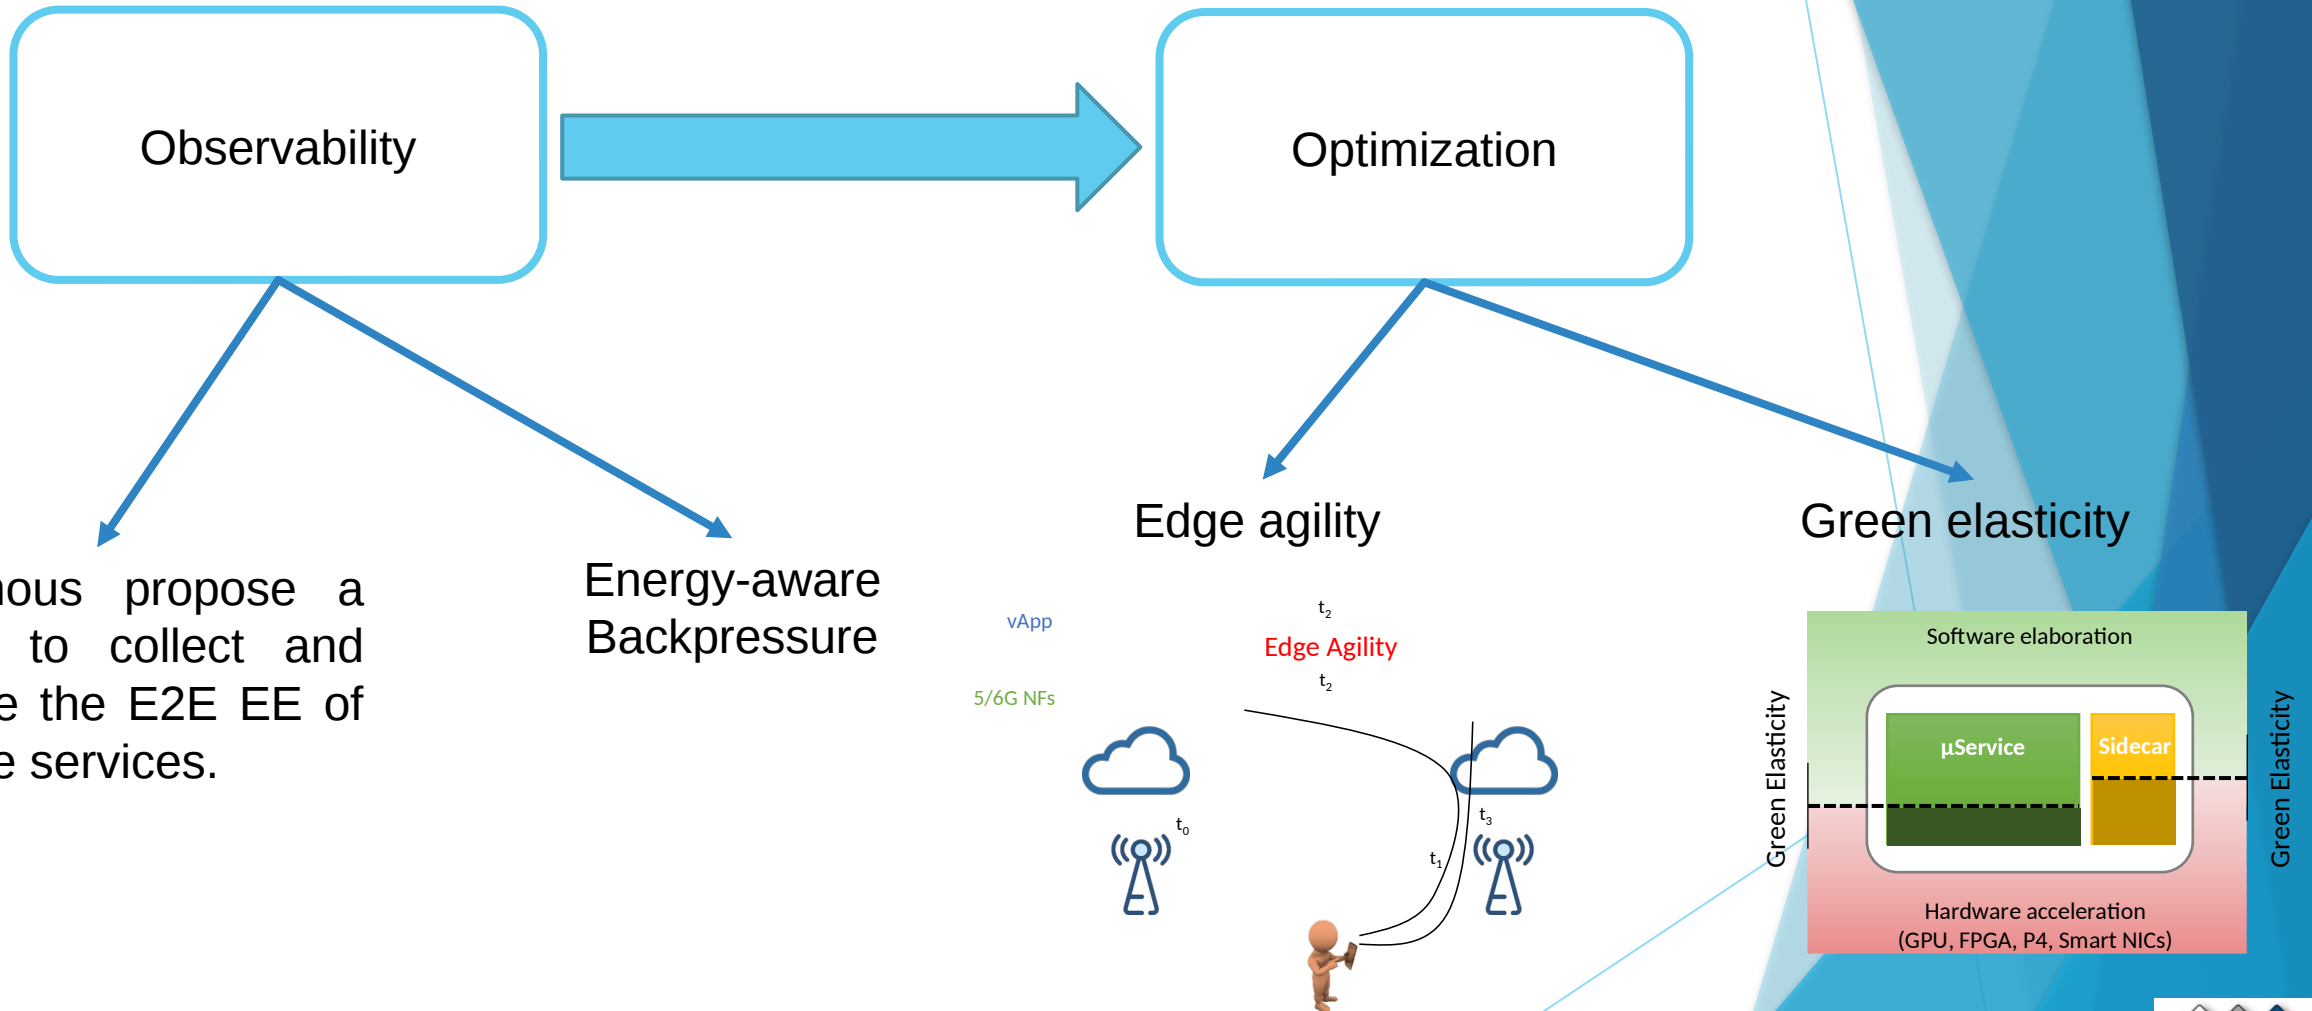 Observability
Optimization
propose a
to collect and
the E2E EE of
services.
Energy-aware
Backpressure
Edge agility
vApp
5/6G NFs
t2
Edge Agility
t2
t0
t1
t3
Green elasticity
Software elaboration
Green Elasticity
µService
Sidecar
Green Elasticity
Hardware acceleration
(GPU, FPGA, P4, Smart NICs)